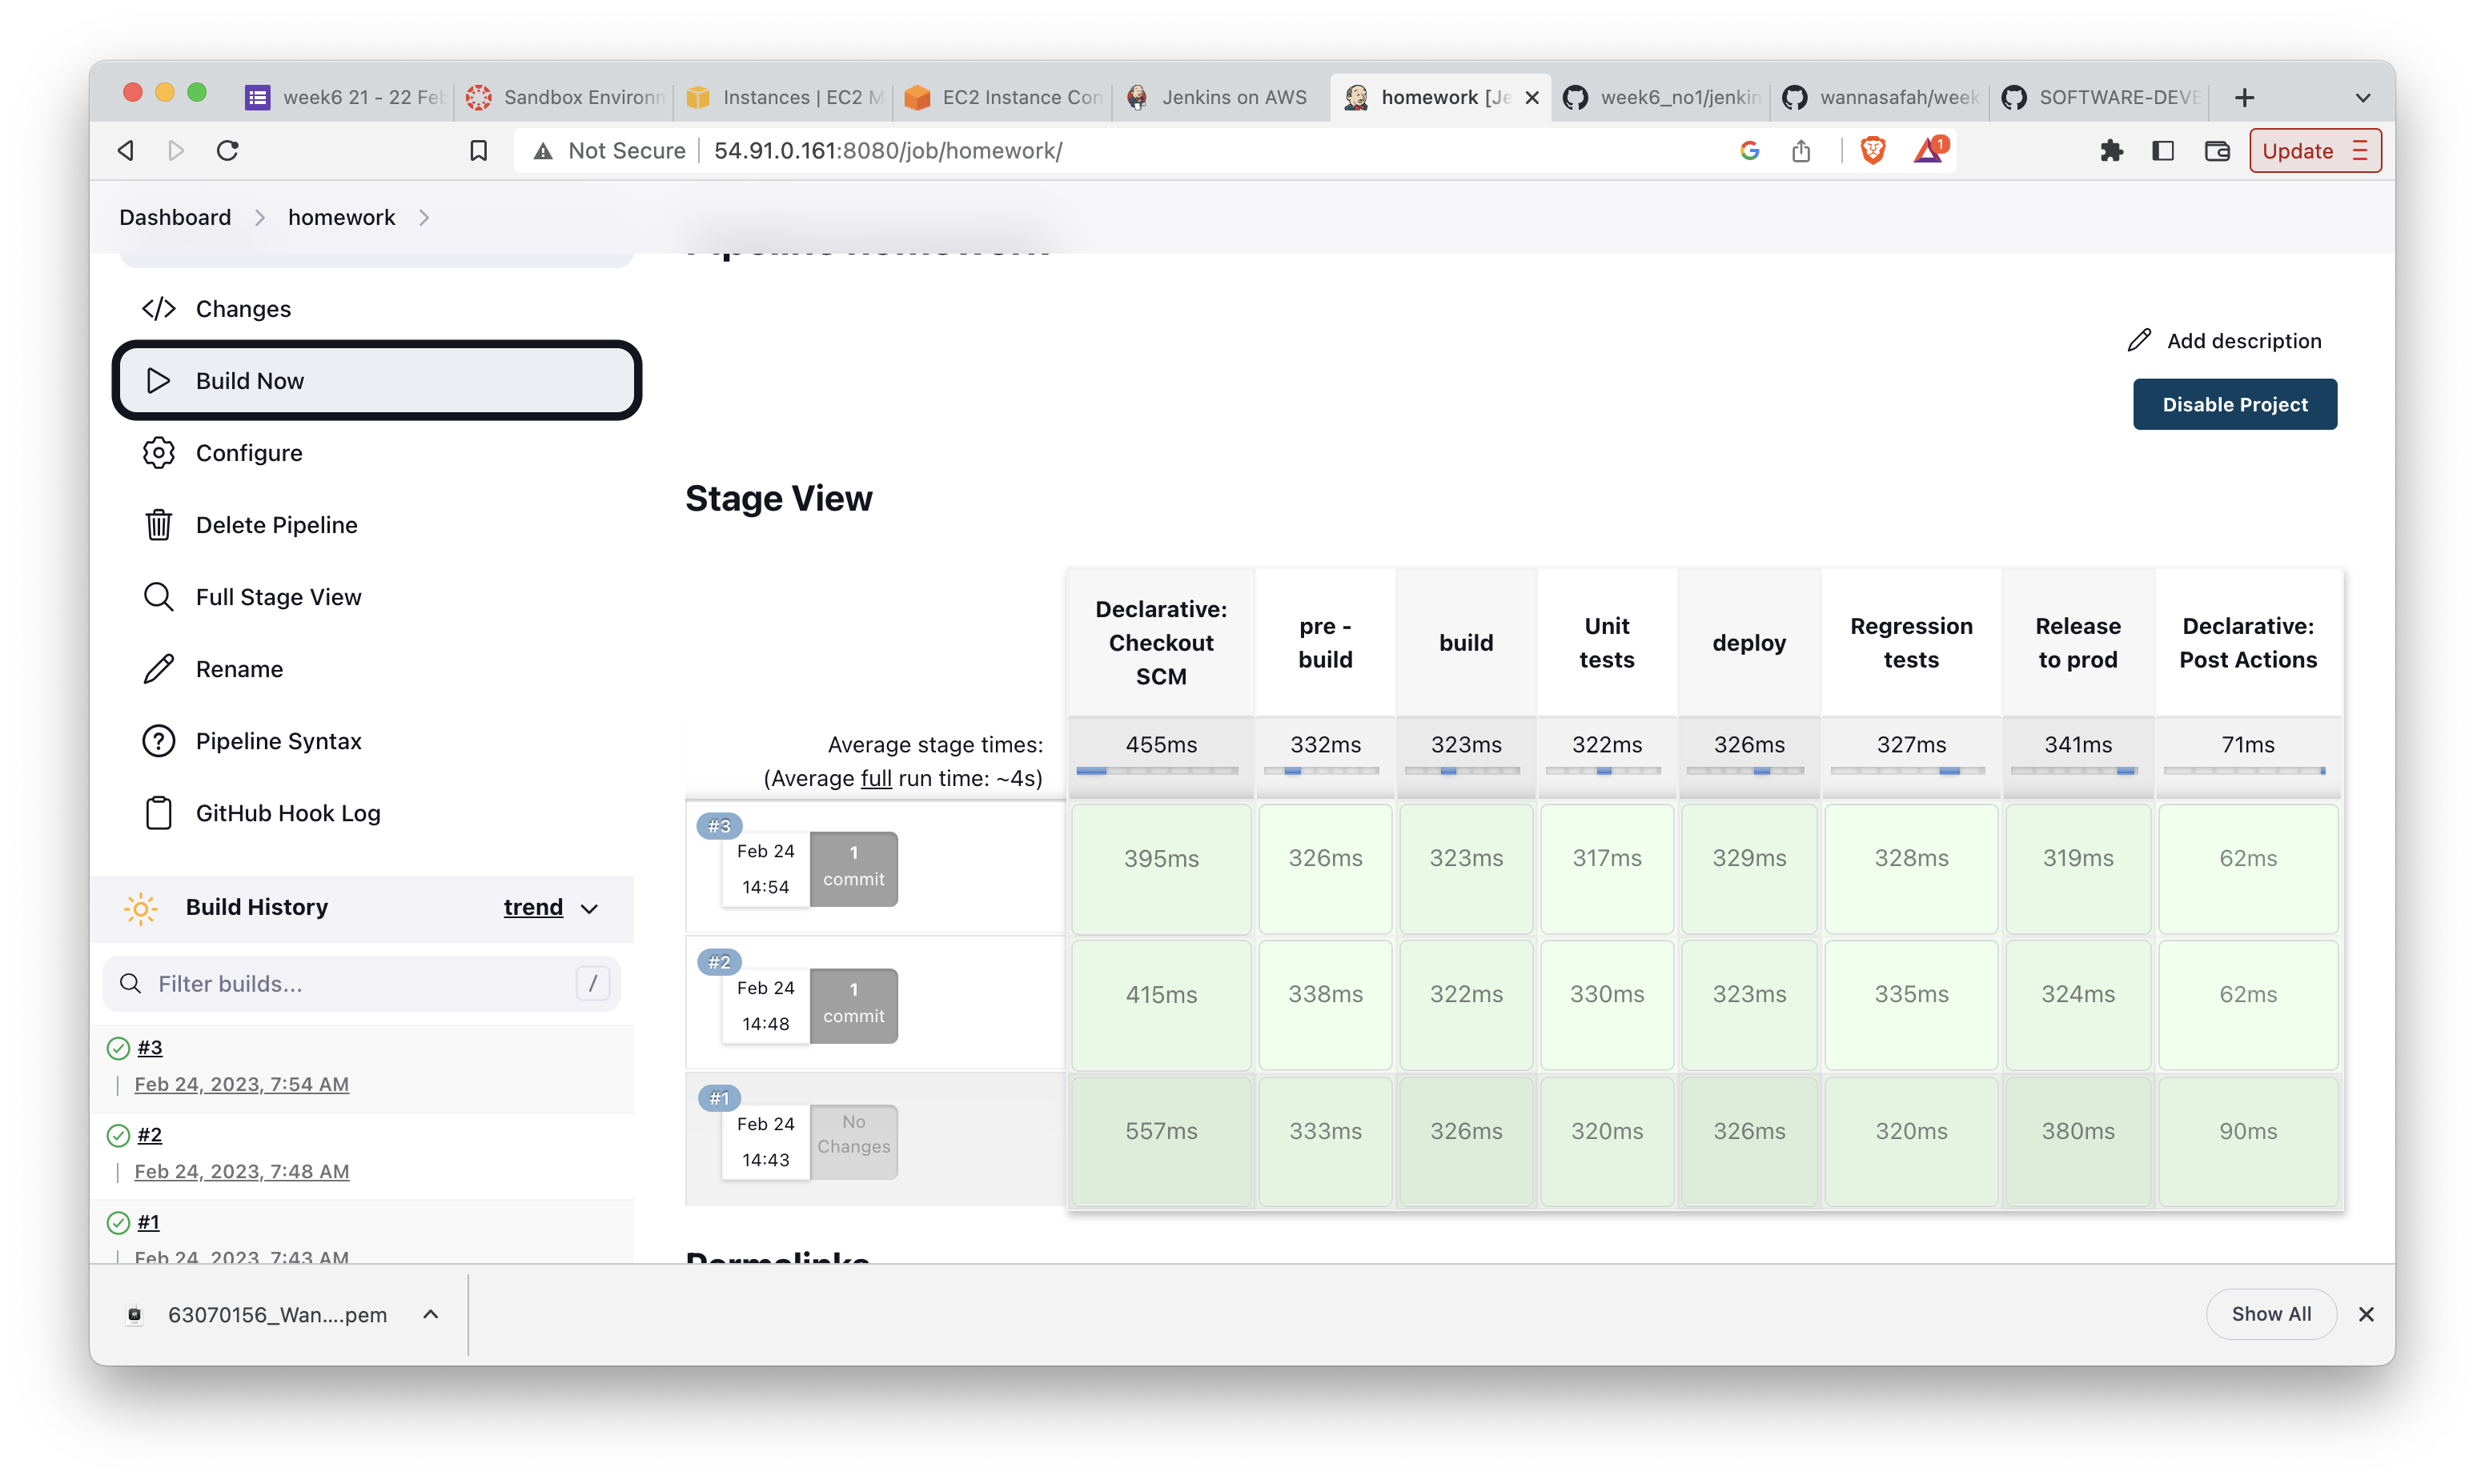 week6 21 - 22 Feb
Sandbox Environm
Instances | EC2 M
EC2 Instance Con
Jenkins on AWS
homework [Je
week6_no1/jenkin
wannasafah/week
SOFTWARE-DEVE
Not Secure
54.91.0.161:8080/job/homework/
1
Update
Dashboard
homework
Pipeline homework
Changes
Build Now
Configure
Delete Pipeline
Full Stage View
Rename
Pipeline Syntax
GitHub Hook Log
Build History
trend
Filter builds...
/
#3
Feb 24, 2023, 7:54 AM
#2
Feb 24, 2023, 7:48 AM
#1
Feb 24, 2023, 7:43 AM
Add description
Disable Project
Stage View
Declarative:
Checkout
SCM
pre -
build
build
Unit
tests
deploy
Regression
tests
Release
to prod
Declarative:
Post Actions
Average stage times:
(Average full run time: ~4s)
455ms
332ms
323ms
322ms
326ms
327ms
341ms
71ms
#3
Feb 24
14:54
1
commit
395ms
326ms
323ms
317ms
329ms
328ms
319ms
62ms
#2
Feb 24
14:48
1
commit
415ms
338ms
322ms
330ms
323ms
335ms
324ms
62ms
#1
Feb 24
14:43
No
Changes
557ms
333ms
326ms
320ms
326ms
320ms
380ms
90ms
Permalinks
63070156_Wan....pem
Show All